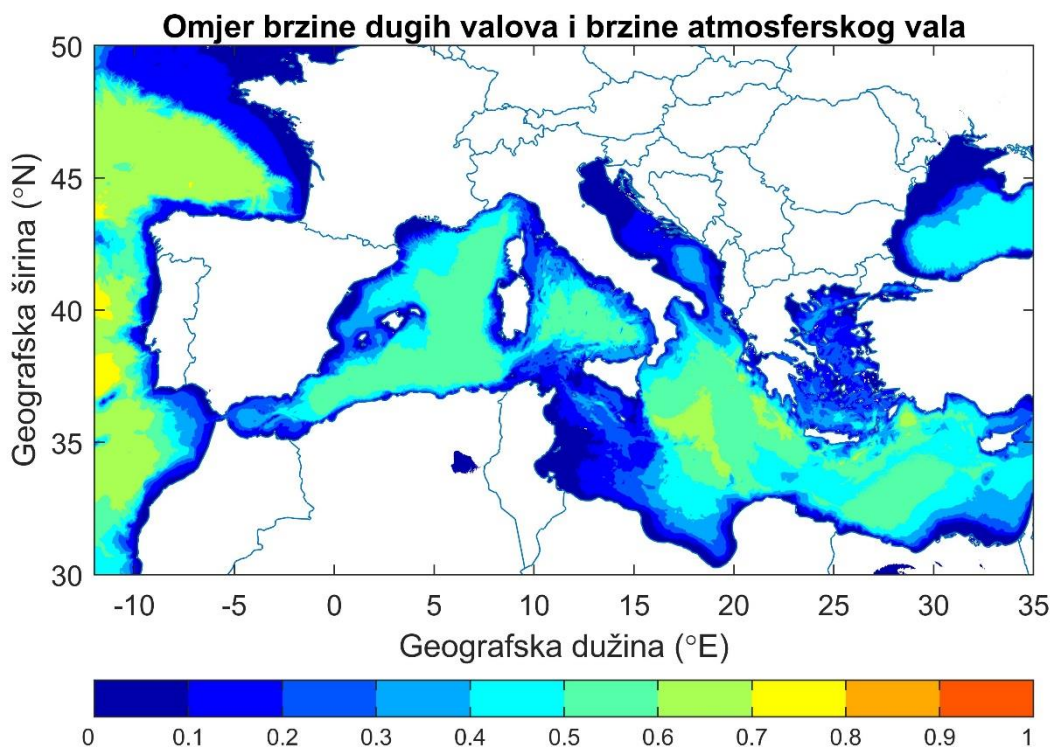 Omjer brzine dugih valova i brzine atmosferskog vala
50
45
40
35
30
Geografska širina (°N)
-10 -5 0 5 10 15 20 25 30 35
Geografska dužina (°E)
0 0.1 0.2 0.3 0.4 0.5 0.6 0.7 0.8 0.9 1